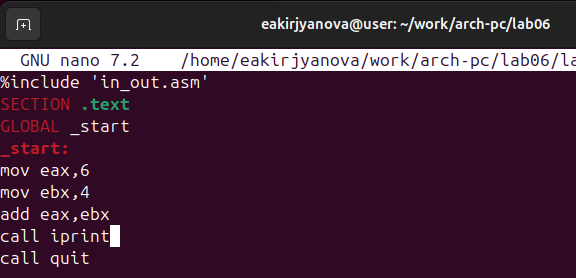 eakirjyanova@user: ~/work/arch-pc/lab06
GNU nano 7.2 /home/eakirjyanova/work/arch-pc/lab06/la
%include 'in_out.asm'
SECTION .text
GLOBAL _start
_start:
mov eax,6
mov ebx,4
add eax,ebx
call iprint
call quit